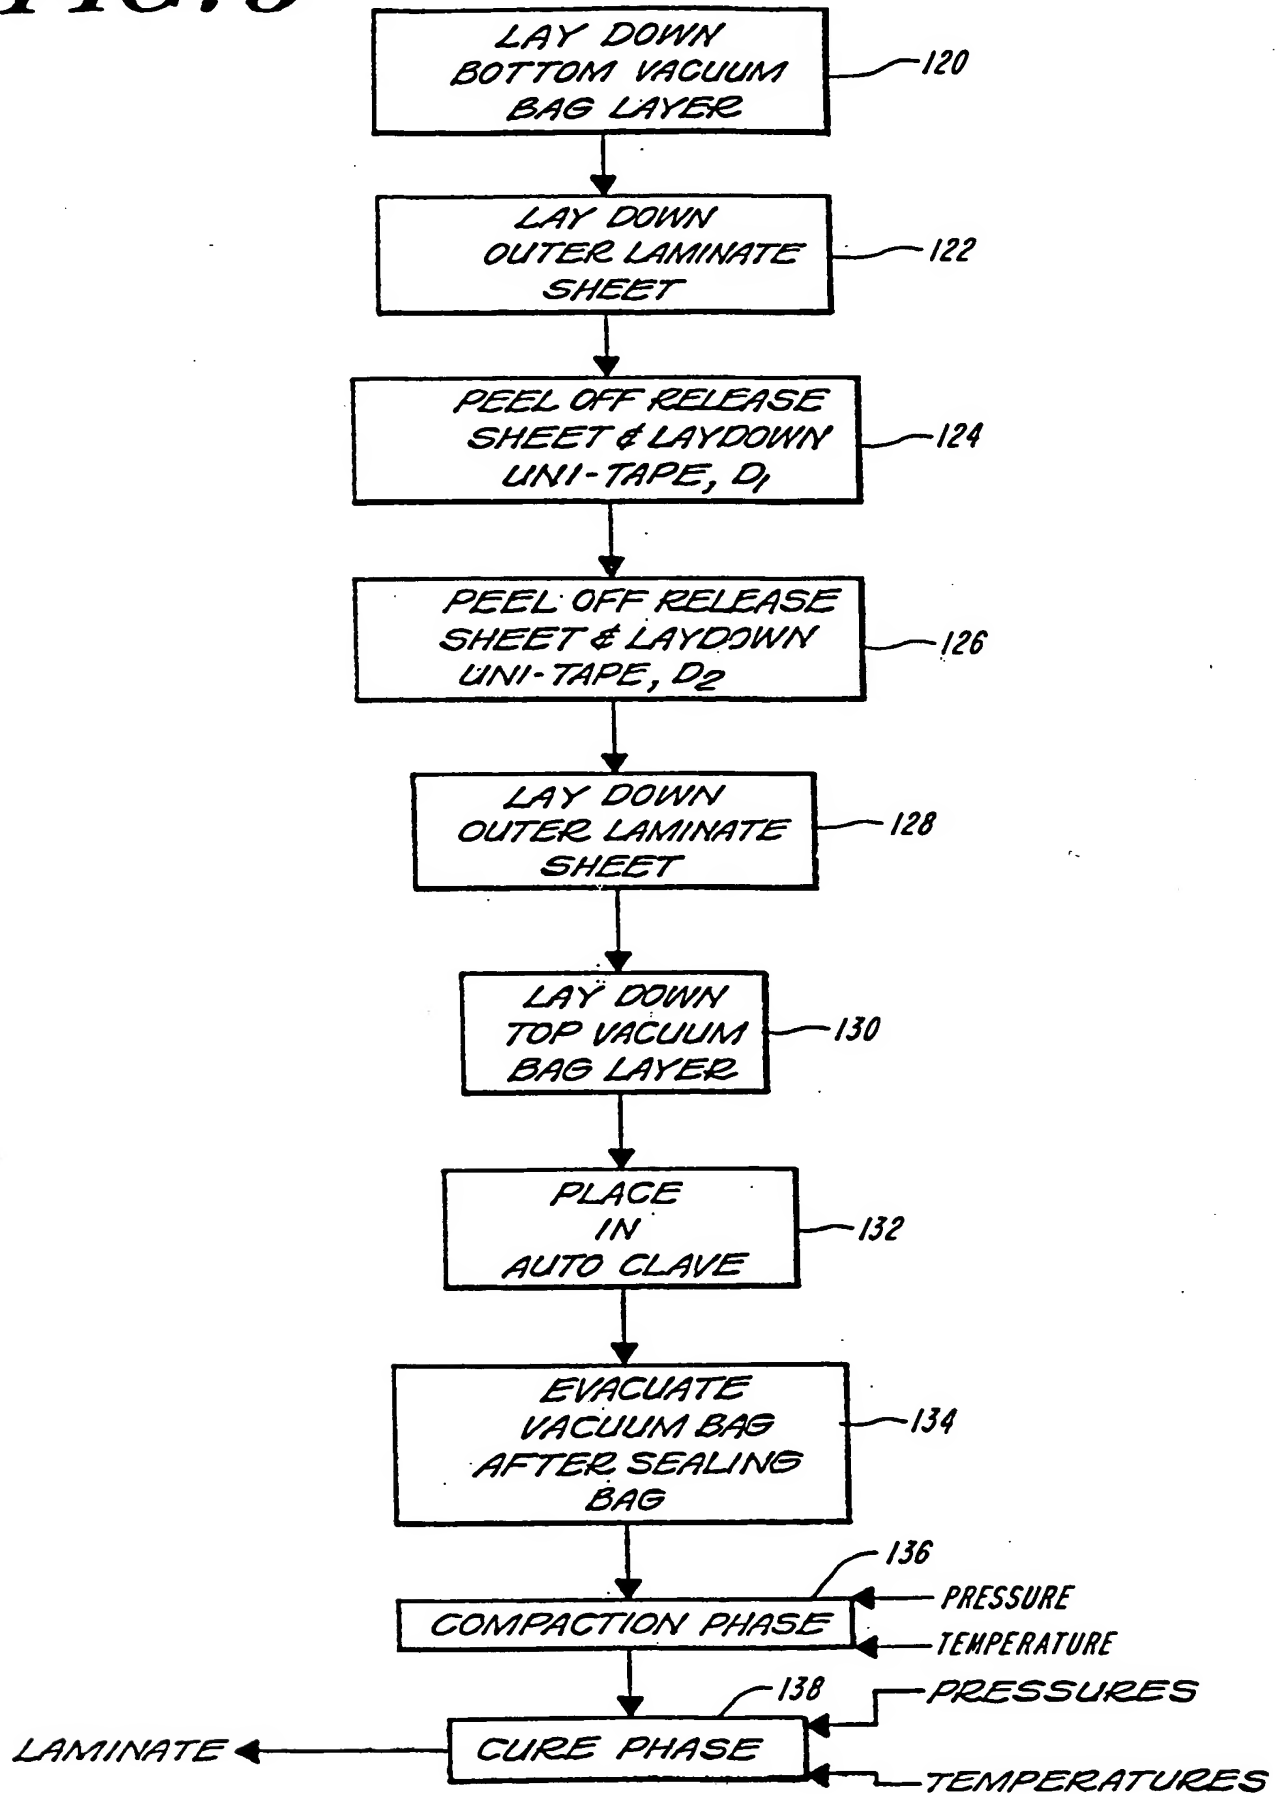 LAY DOWN
BOTTOM VACUUM
BAG LAYER
120
LAY DOWN
OUTER LAMINATE
SHEET
122
PEEL OFF RELEASE
SHEET & LAYDOWN
UNI-TAPE, D1
124
PEEL OFF RELEASE
SHEET & LAYDOWN
UNI-TAPE, D2
126
LAY DOWN
OUTER LAMINATE
SHEET
128
LAY DOWN
TOP VACUUM
BAG LAYER
130
PLACE
IN
AUTO CLAVE
132
EVACUATE
VACUUM BAG
AFTER SEALING
BAG
134
136
PRESSURE
COMPACTION PHASE
TEMPERATURE
138
PRESSURES
LAMINATE
CURE PHASE
TEMPERATURES